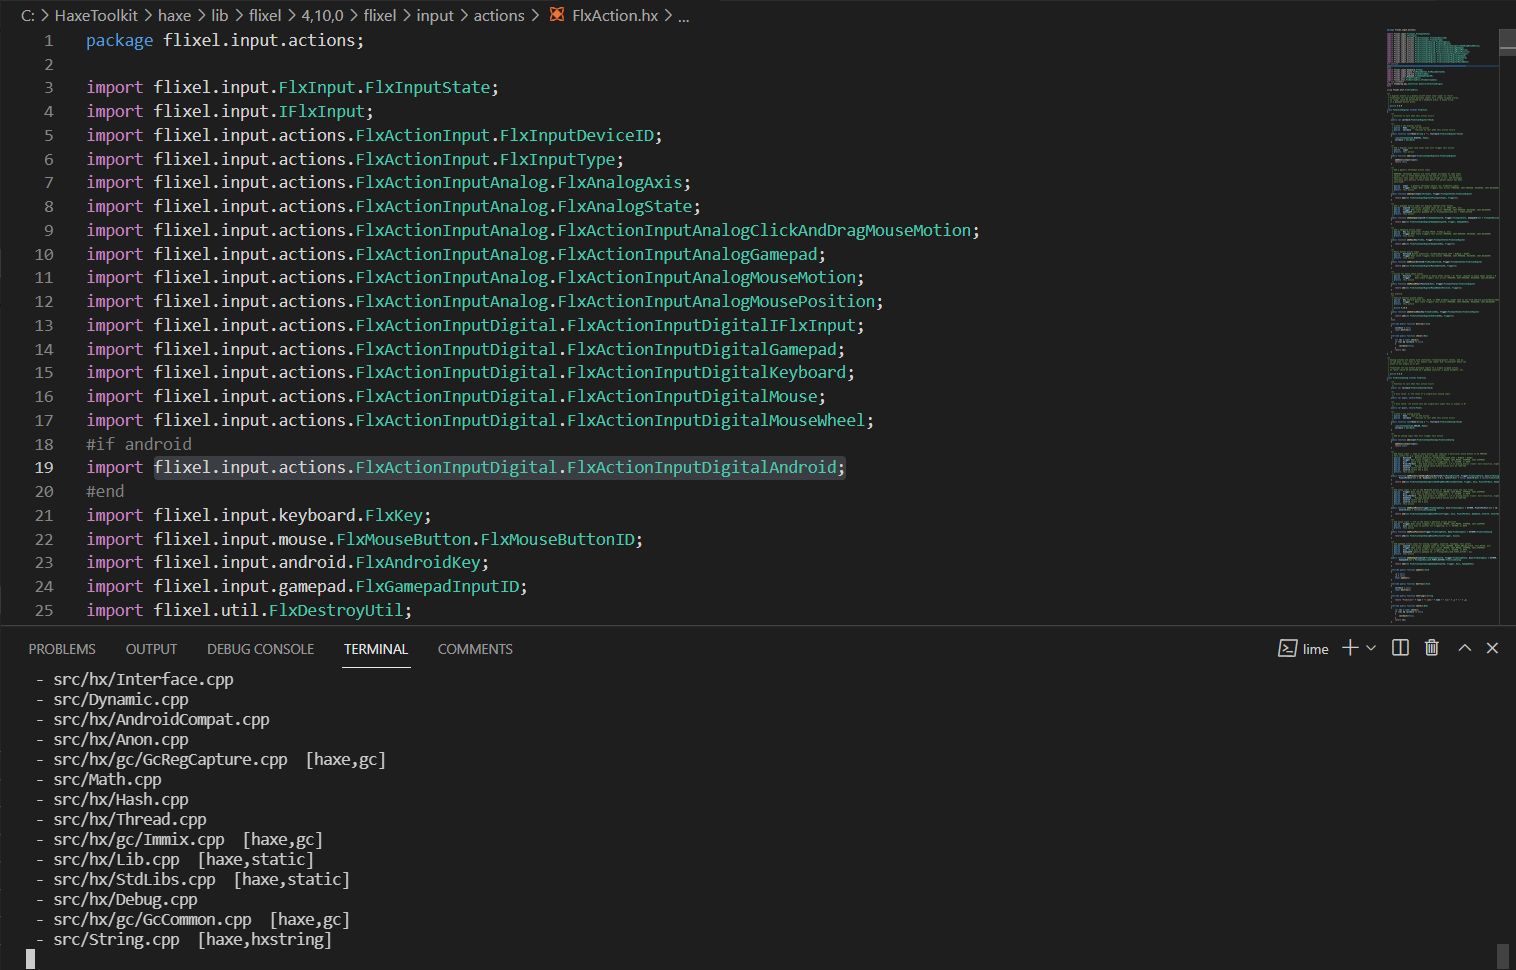 C: > HaxeToolkit > haxe > lib > flixel > 4,10,0 > flixel > input > actions > FlxAction.hx > ...
1 package flixel.input.actions;
2
3 import flixel.input.FlxInput.FlxInputState;
4 import flixel.input.IFlxInput;
5 import flixel.input.actions.FlxActionInput.FlxInputDeviceID;
6 import flixel.input.actions.FlxActionInput.FlxInputType;
7 import flixel.input.actions.FlxActionInputAnalog.FlxAnalogAxis;
8 import flixel.input.actions.FlxActionInputAnalog.FlxAnalogState;
9 import flixel.input.actions.FlxActionInputAnalog.FlxActionInputAnalogClickAndDragMouseMotion;
10 import flixel.input.actions.FlxActionInputAnalog.FlxActionInputAnalogGamepad;
11 import flixel.input.actions.FlxActionInputAnalog.FlxActionInputAnalogMouseMotion;
12 import flixel.input.actions.FlxActionInputAnalog.FlxActionInputAnalogMousePosition;
13 import flixel.input.actions.FlxActionInputDigital.FlxActionInputDigitalIFlxInput;
14 import flixel.input.actions.FlxActionInputDigital.FlxActionInputDigitalGamepad;
15 import flixel.input.actions.FlxActionInputDigital.FlxActionInputDigitalKeyboard;
16 import flixel.input.actions.FlxActionInputDigital.FlxActionInputDigitalMouse;
17 import flixel.input.actions.FlxActionInputDigital.FlxActionInputDigitalMouseWheel;
18 #if android
19 import flixel.input.actions.FlxActionInputDigital.FlxActionInputDigitalAndroid;
20 #end
21 import flixel.input.keyboard.FlxKey;
22 import flixel.input.mouse.FlxMouseButton.FlxMouseButtonID;
23 import flixel.input.android.FlxAndroidKey;
24 import flixel.input.gamepad.FlxGamepadInputID;
25 import flixel.util.FlxDestroyUtil;
PROBLEMS OUTPUT DEBUG CONSOLE TERMINAL COMMENTS lime
- src/hx/Interface.cpp
- src/Dynamic.cpp
- src/hx/AndroidCompat.cpp
- src/hx/Anon.cpp
- src/hx/gc/GcRegCapture.cpp [haxe,gc]
- src/Math.cpp
- src/hx/Hash.cpp
- src/hx/Thread.cpp
- src/hx/gc/Immix.cpp [haxe,gc]
- src/hx/Lib.cpp [haxe,static]
- src/hx/StdLibs.cpp [haxe,static]
- src/hx/Debug.cpp
- src/hx/gc/GcCommon.cpp [haxe,gc]
- src/String.cpp [haxe,hxstring]